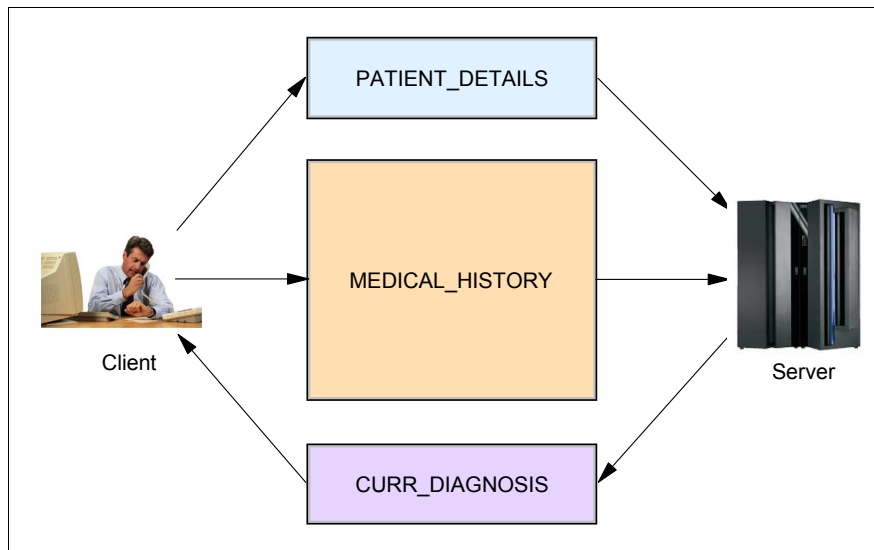 PATIENT_DETAILS
MEDICAL_HISTORY
Client
Server
CURR_DIAGNOSIS